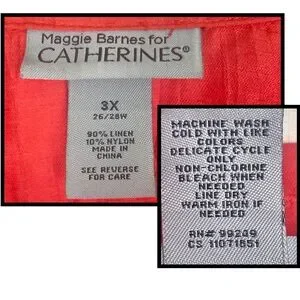 Maggie Barnes for
CATHERINES®
3X
26/28W
90% LINEN
10% NYLON
MADE IN
CHINA
SEE REVERSE
FOR CARE
MACHINE WASH
COLD WITH LIKE
COLORS
DELICATE CYCLE
ONLY
NON-CHLORINE
BLEACH WHEN
NEEDED
LINE DRY
WARM IRON IF
NEEDED
RN# 99249
CS 11071551